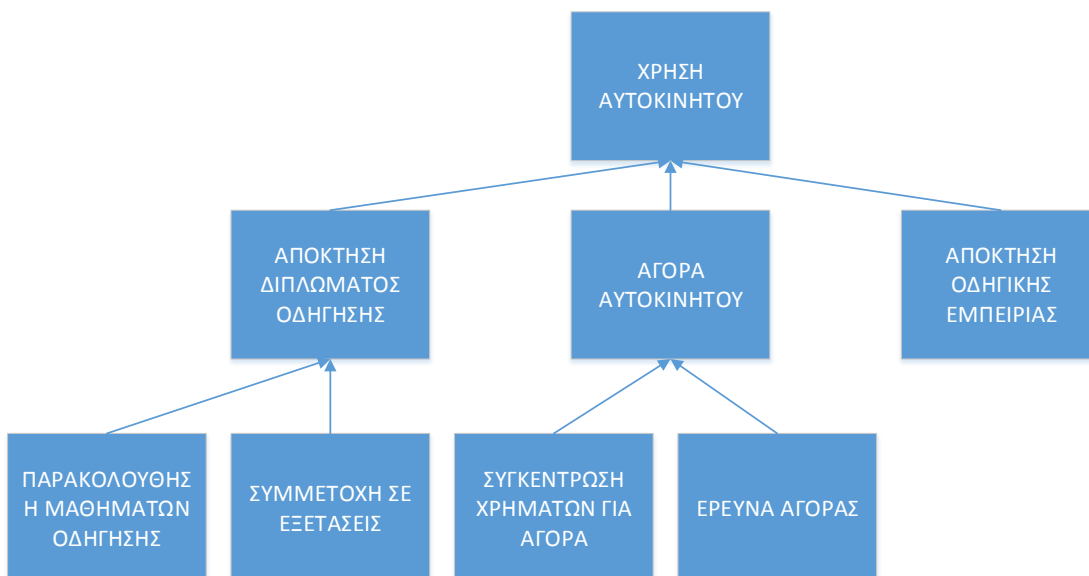 ΧΡΗΣΗ
ΑΥΤΟΚΙΝΗΤΟΥ
ΑΠΟΚΤΗΣΗ
ΔΙΠΛΩΜΑΤΟΣ
ΟΔΗΓΗΣΗΣ
ΑΓΟΡΑ
ΑΥΤΟΚΙΝΗΤΟΥ
ΑΠΟΚΤΗΣΗ
ΟΔΗΓΙΚΗΣ
ΕΜΠΕΙΡΙΑΣ
ΠΑΡΑΚΟΛΟΥΘΗΣ
Η ΜΑΘΗΜΑΤΩΝ
ΟΔΗΓΗΣΗΣ
ΣΥΜΜΕΤΟΧΗ ΣΕ
ΕΞΕΤΑΣΕΙΣ
ΣΥΓΚΕΝΤΡΩΣΗ
ΧΡΗΜΑΤΩΝ ΓΙΑ
ΑΓΟΡΑ
ΕΡΕΥΝΑ ΑΓΟΡΑΣ